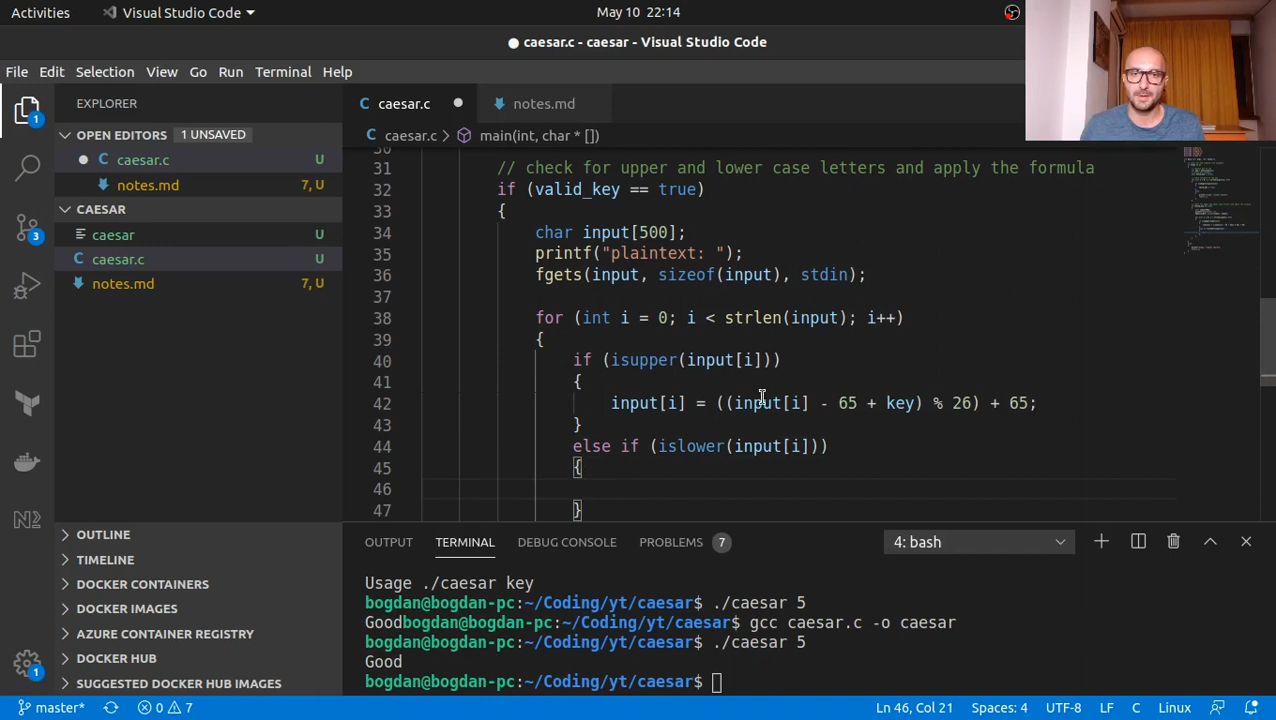 Activities Visual Studio Code May 10 22:14
caesar.c - caesar - Visual Studio Code
File Edit Selection View Go Run Terminal Help
EXPLORER
caesar.c
notes.md
OPEN EDITORS 1 UNSAVED
caesar.c > main(int, char * [])
caesar.c U
notes.md 7, U
CAESAR
caesar U
caesar.c U
notes.md 7, U
1
3
1
OUTLINE
TIMELINE
DOCKER CONTAINERS
DOCKER IMAGES
AZURE CONTAINER REGISTRY
DOCKER HUB
SUGGESTED DOCKER HUB IMAGES
31 // check for upper and lower case letters and apply the formula
32 if (valid_key == true)
33 {
34 char input[500];
35 printf("plaintext: ");
36 fgets(input, sizeof(input), stdin);
37
38 for (int i = 0; i < strlen(input); i++)
39 {
40 if (isupper(input[i]))
41 {
42 input[i] = ((input[i] - 65 + key) % 26) + 65;
43 }
44 else if (islower(input[i]))
45 {
46
47 }
OUTPUT TERMINAL DEBUG CONSOLE PROBLEMS 7 4: bash
Usage ./caesar key
bogdan@bogdan-pc:~/Coding/yt/caesar$ ./caesar 5
Goodbogdan@bogdan-pc:~/Coding/yt/caesar$ gcc caesar.c -o caesar
bogdan@bogdan-pc:~/Coding/yt/caesar$ ./caesar 5
Good
bogdan@bogdan-pc:~/Coding/yt/caesar$
master* 0 7 Ln 46, Col 21 Spaces: 4 UTF-8 LF C Linux